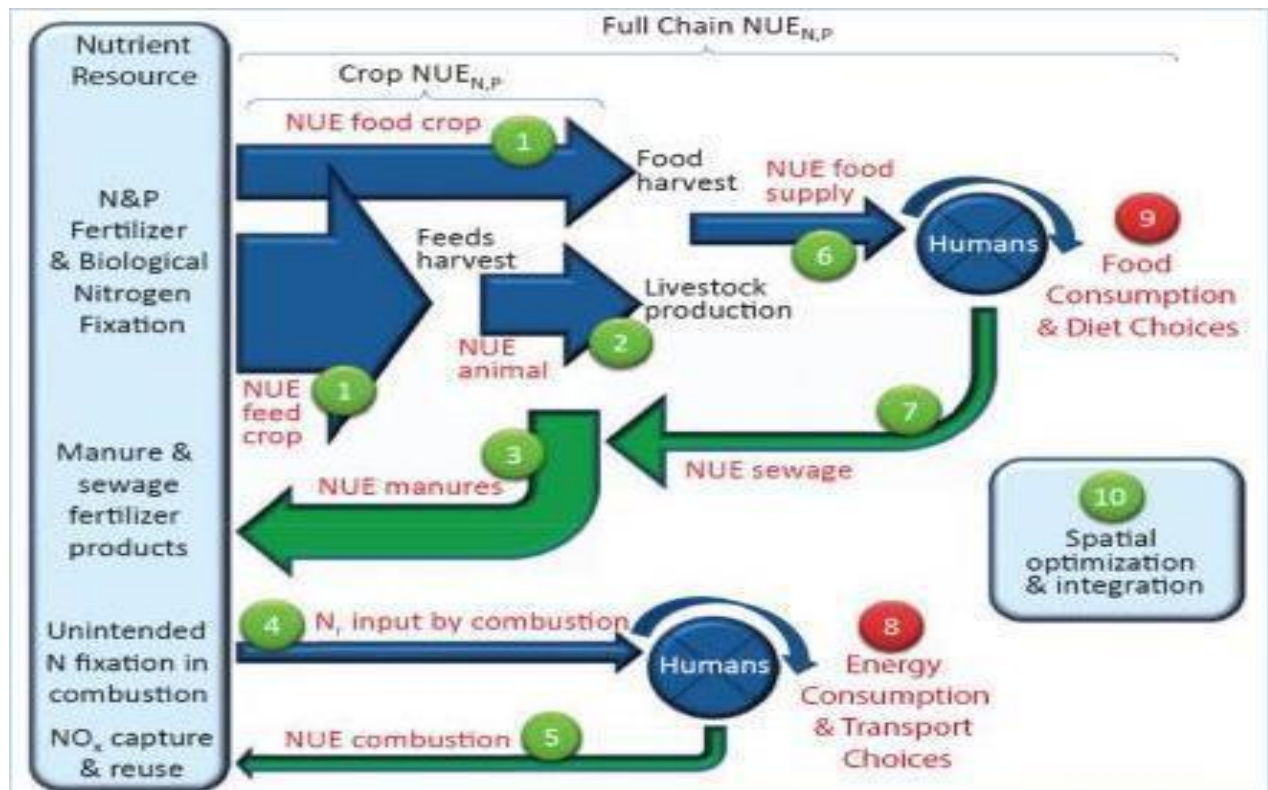 Full Chain NUE_N,P
Nutrient
Resource
Crop NUE_N,P
NUE food crop
1
Food
harvest
NUE food
supply
6
Humans
9
Food
Consumption
& Diet Choices
N&P
Fertilizer
& Biological
Nitrogen
Fixation
Feeds
harvest
Livestock
production
2
NUE
animal
NUE
feed
crop
1
7
NUE sewage
3
NUE manures
Manure &
sewage
fertilizer
products
10
Spatial
optimization
& integration
4
N_r input by combustion
Unintended
N fixation in
combustion
Humans
8
Energy
Consumption
& Transport
Choices
NUE combustion
5
NO_x capture
& reuse